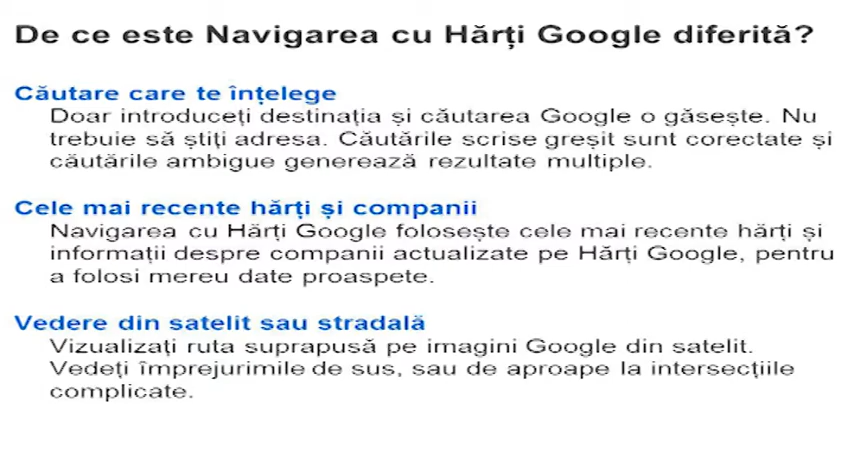 De ce este Navigarea cu Hărți Google diferită?
Căutare care te înțelege
Doar introduceți destinația și căutarea Google o găsește. Nu
trebuie să știți adresa. Căutările scrise greșit sunt corectate și
căutările ambigue generează rezultate multiple.
Cele mai recente hărți și companii
Navigarea cu Hărți Google folosește cele mai recente hărți și
informații despre companii actualizate pe Hărți Google, pentru
a folosi mereu date proaspete.
Vedere din satelit sau stradală
Vizualizați ruta suprapusă pe imagini Google din satelit.
Vedeți împrejurimile de sus, sau de aproape la intersecțiile
complicate.